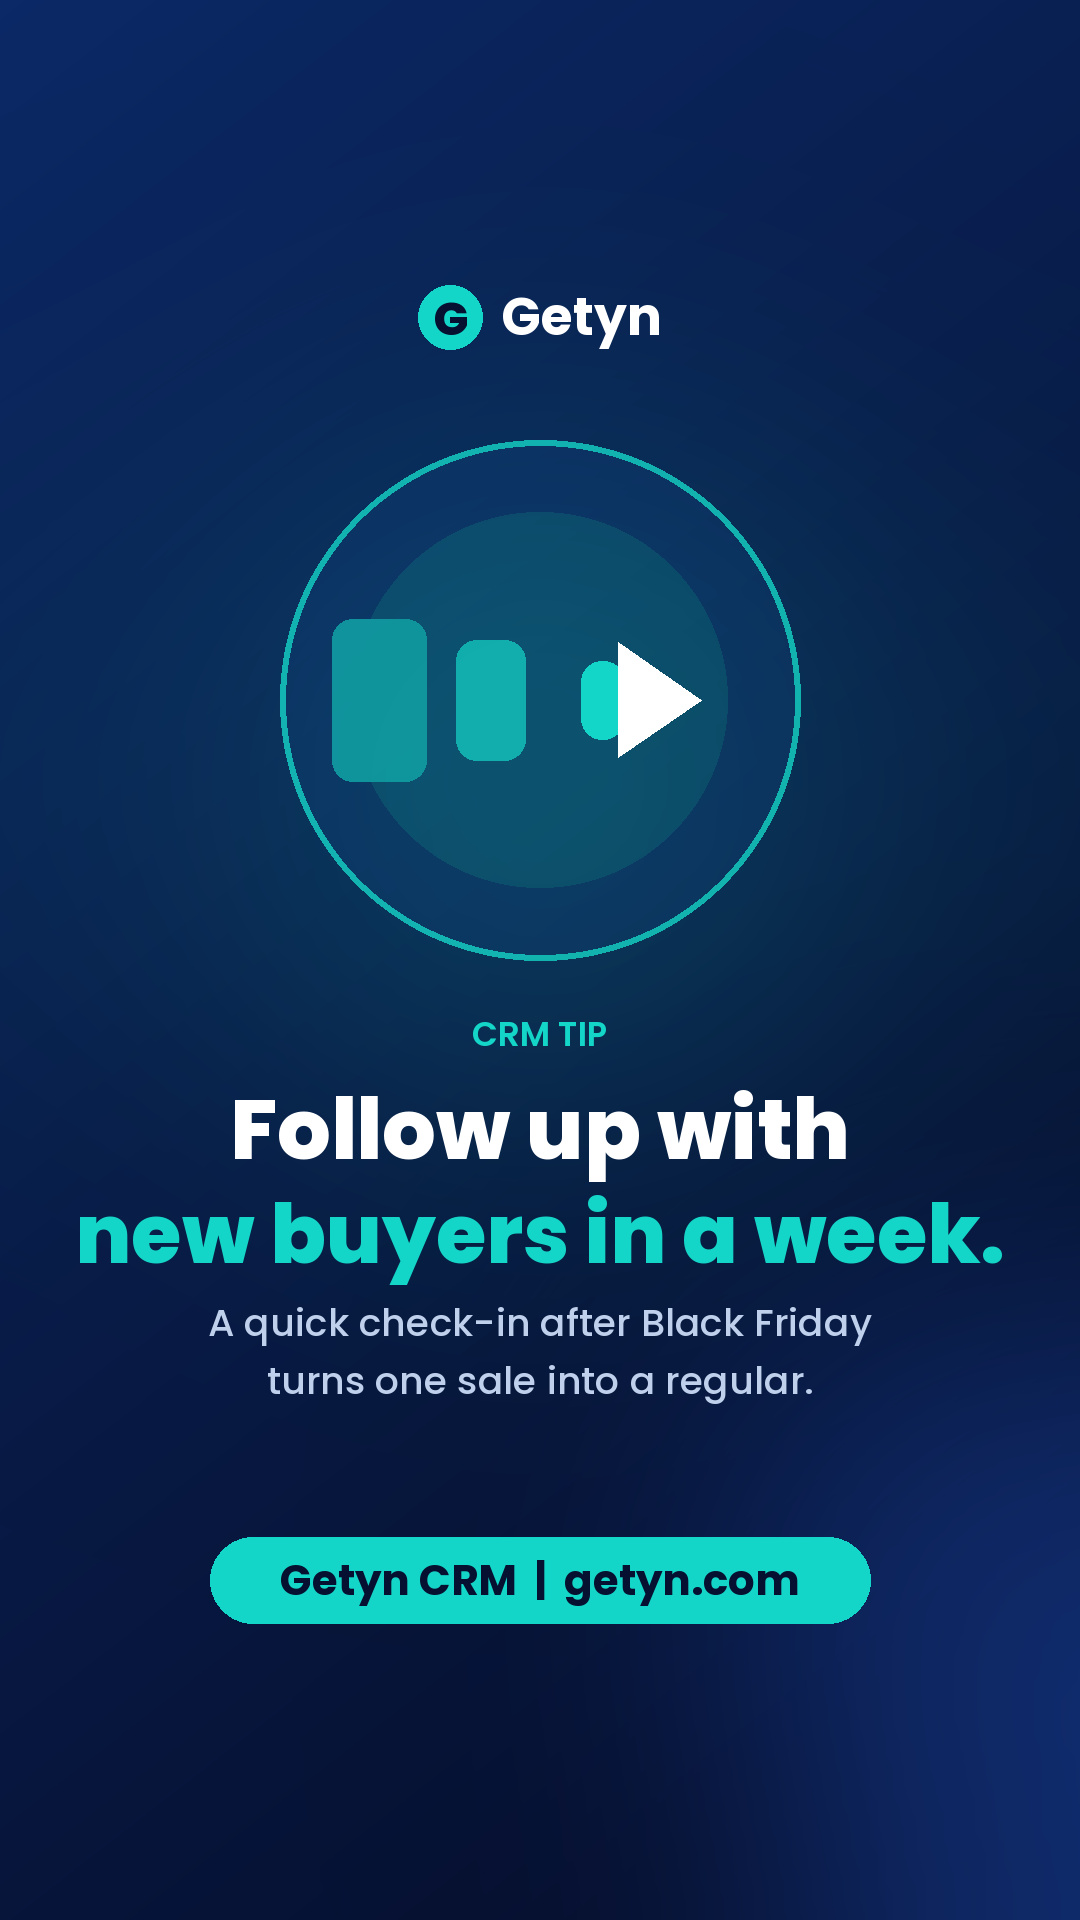 G Getyn
CRM TIP
Follow up with
new buyers in a week.
A quick check-in after Black Friday
turns one sale into a regular.
Getyn CRM | getyn.com